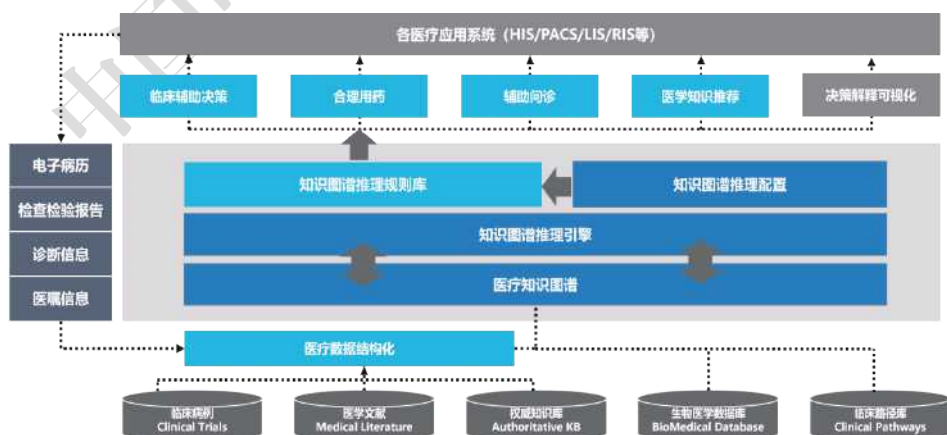 各医疗应用系统（HIS/PACS/LIS/RIS等）
临床辅助决策
合理用药
辅助问诊
医学知识推荐
决策解释可视化
电子病历
检查检验报告
诊断信息
医嘱信息
知识图谱推理规则库
知识图谱推理配置
知识图谱推理引擎
医疗知识图谱
医疗数据结构化
临床病例
Clinical Trials
医学文献
Medical Literature
权威知识库
Authoritative KB
生物医学数据库
BioMedical Database
临床路径库
Clinical Pathways